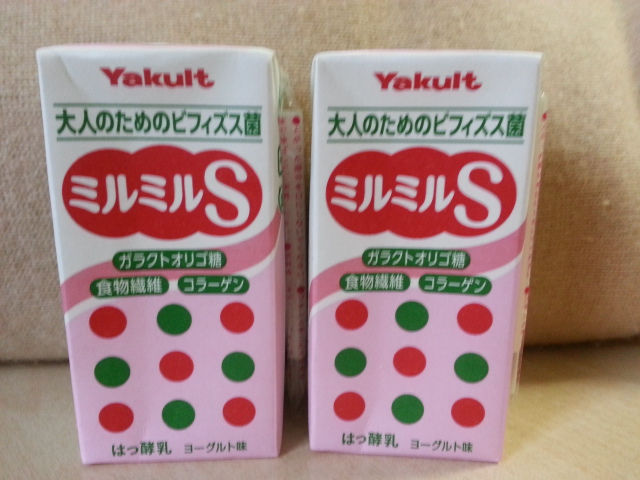 Yakult
大人のためのビフィズス菌
ミルミルS
ガラクトオリゴ糖
食物繊維 コラーゲン
はっ酵乳 ヨーグルト味
Yakult
大人のためのビフィズス菌
ミルミルS
ガラクトオリゴ糖
食物繊維 コラーゲン
はっ酵乳 ヨーグルト味